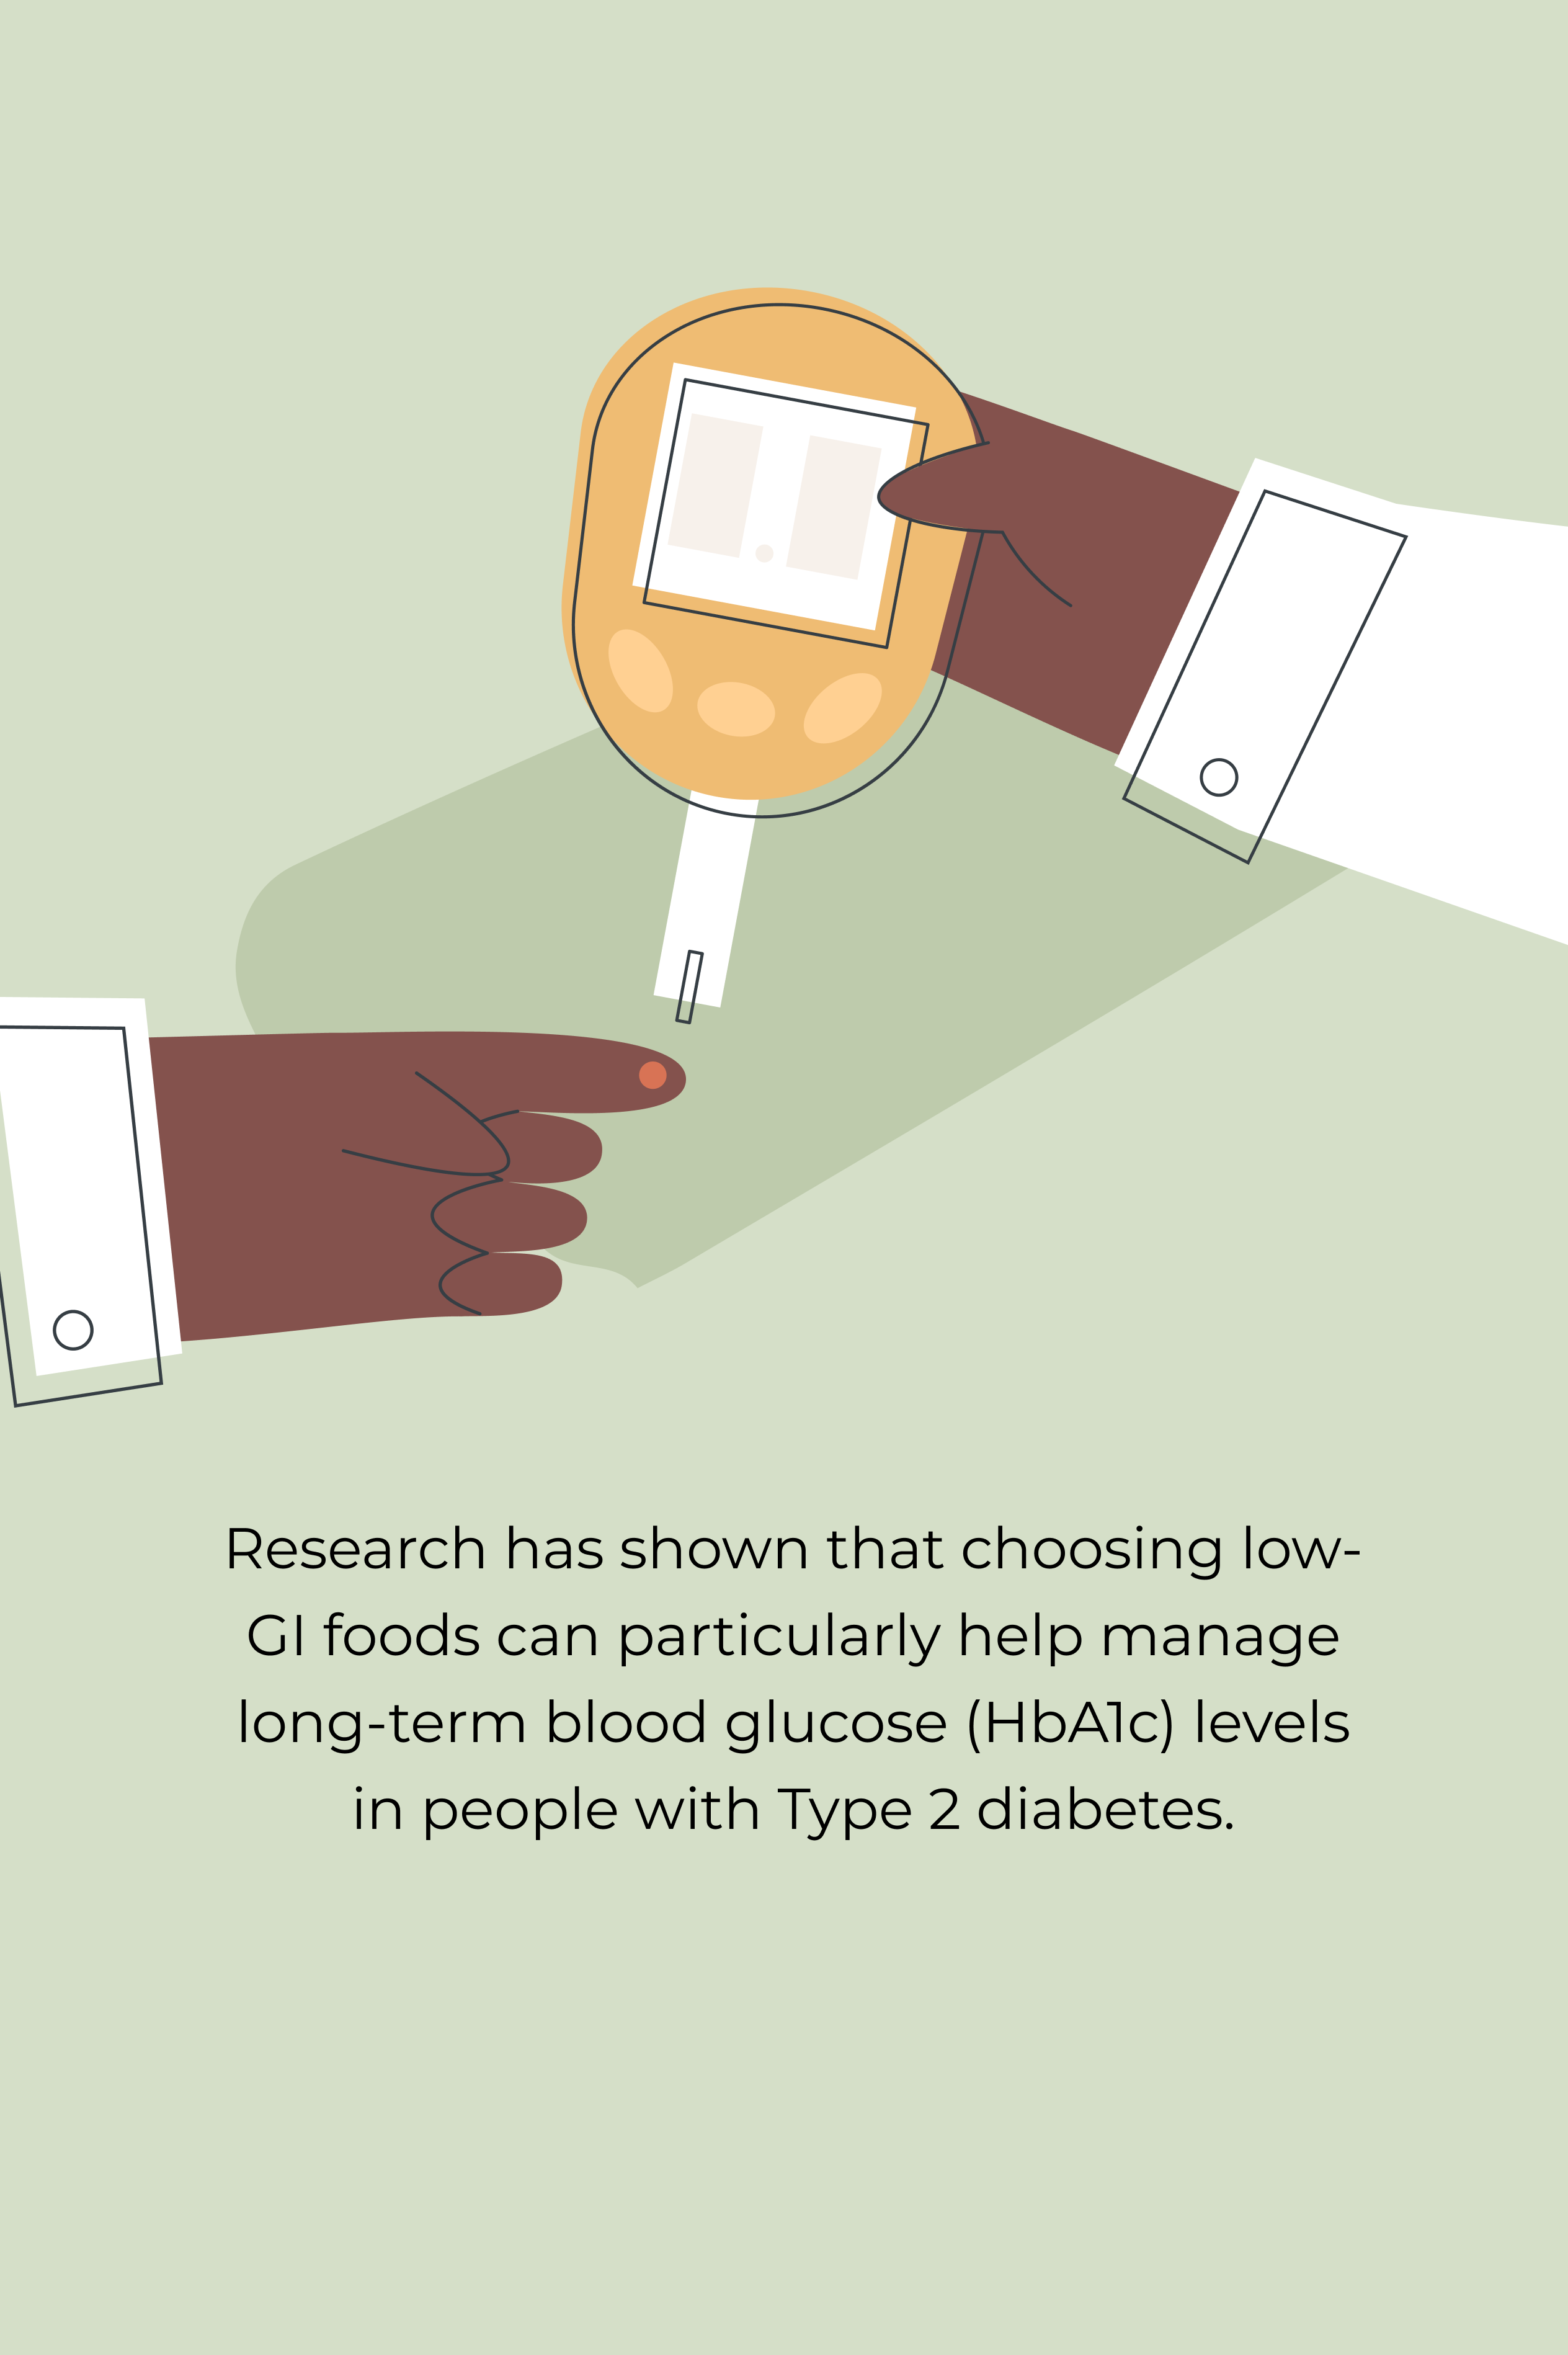 Research has shown that choosing low-
GI foods can particularly help manage
long-term blood glucose (HbA1c) levels
in people with Type 2 diabetes.